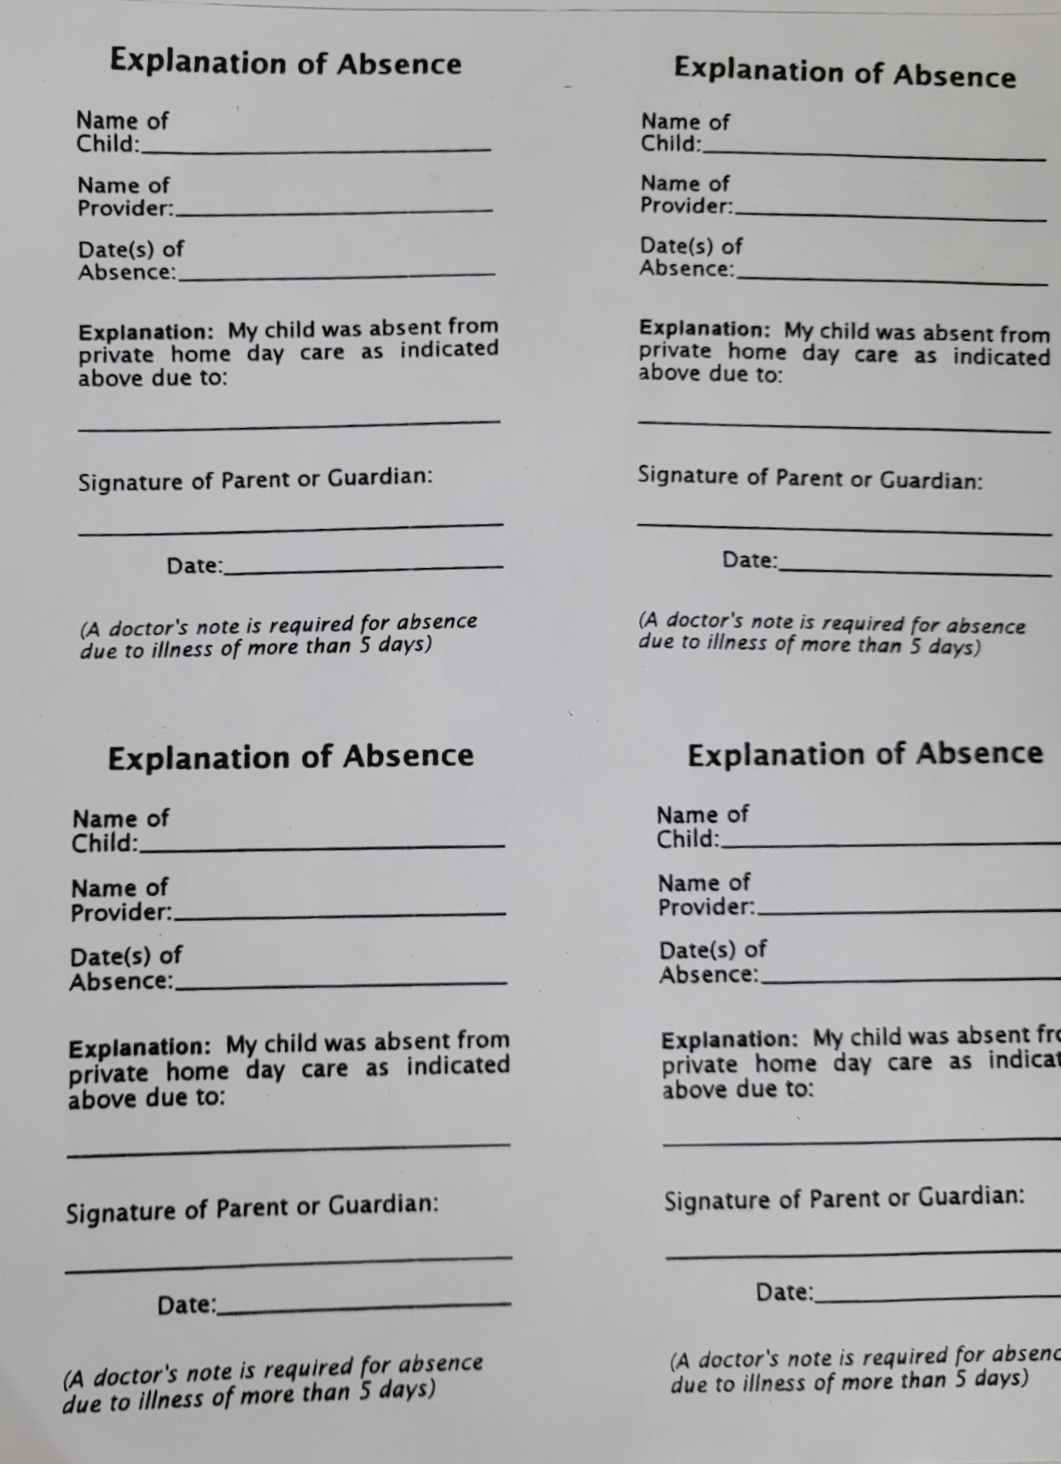 Explanation of Absence
Name of
Child:
Name of
Provider:
Date(s) of
Absence:
Explanation: My child was absent from
private home day care as indicated
above due to:
Signature of Parent or Guardian:
Date:
(A doctor's note is required for absence
due to illness of more than 5 days)
Explanation of Absence
Name of
Child:
Name of
Provider:
Date(s) of
Absence:
Explanation: My child was absent from
private home day care as indicated
above due to:
Signature of Parent or Guardian:
Date:
(A doctor's note is required for absence
due to illness of more than 5 days)
Explanation of Absence
Name of
Child:
Name of
Provider:
Date(s) of
Absence:
Explanation: My child was absent from
private home day care as indicated
above due to:
Signature of Parent or Guardian:
Date:
(A doctor's note is required for absence
due to illness of more than 5 days)
Explanation of Absence
Name of
Child:
Name of
Provider:
Date(s) of
Absence:
Explanation: My child was absent fro
private home day care as indicat
above due to:
Signature of Parent or Guardian:
Date:
(A doctor's note is required for absenc
due to illness of more than 5 days)